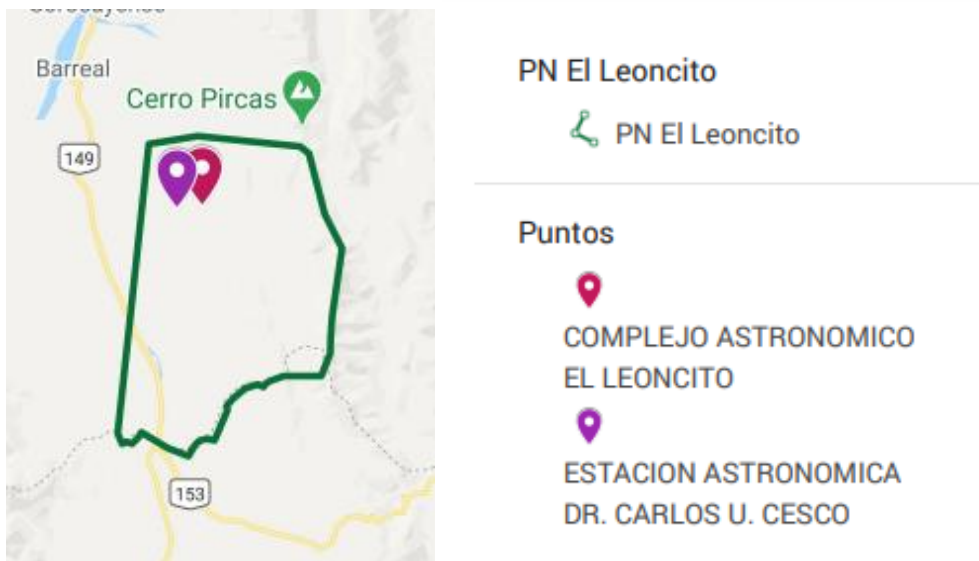 Barreal
Cerro Pircas
149
153
PN El Leoncito
PN El Leoncito
Puntos
COMPLEJO ASTRONOMICO
EL LEONCITO
ESTACION ASTRONOMICA
DR. CARLOS U. CESCO